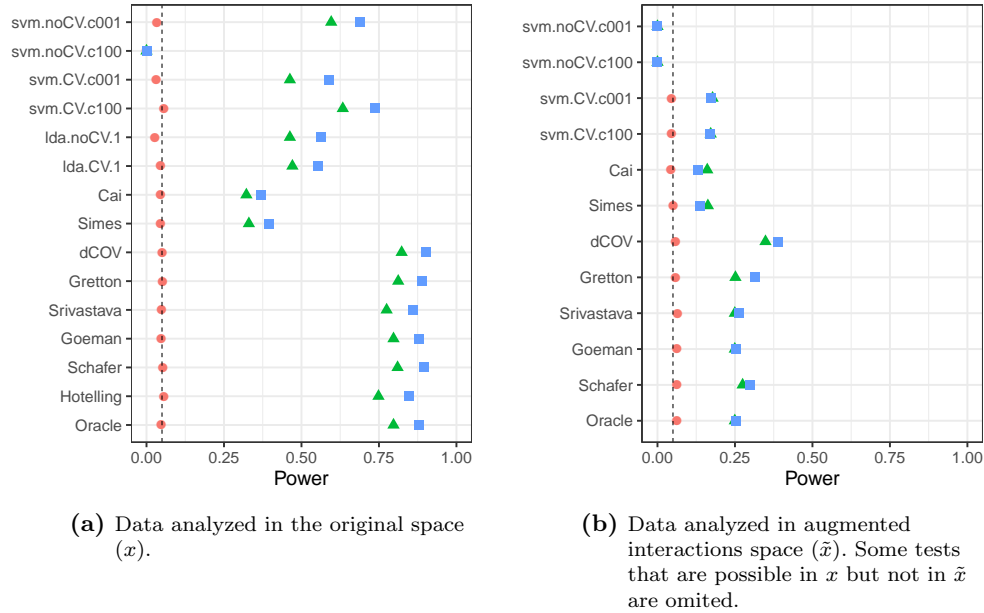 svm.noCV.c001
svm.noCV.c100
svm.CV.c001
svm.CV.c100
lda.noCV.1
lda.CV.1
Cai
Simes
dCOV
Gretton
Srivastava
Goeman
Schafer
Hotelling
Oracle
0.00 0.25 0.50 0.75 1.00
Power
(a) Data analyzed in the original space
(x).
svm.noCV.c001
svm.noCV.c100
svm.CV.c001
svm.CV.c100
Cai
Simes
dCOV
Gretton
Srivastava
Goeman
Schafer
Oracle
0.00 0.25 0.50 0.75 1.00
Power
(b) Data analyzed in augmented
interactions space (x̃). Some tests
that are possible in x but not in x̃
are omited.